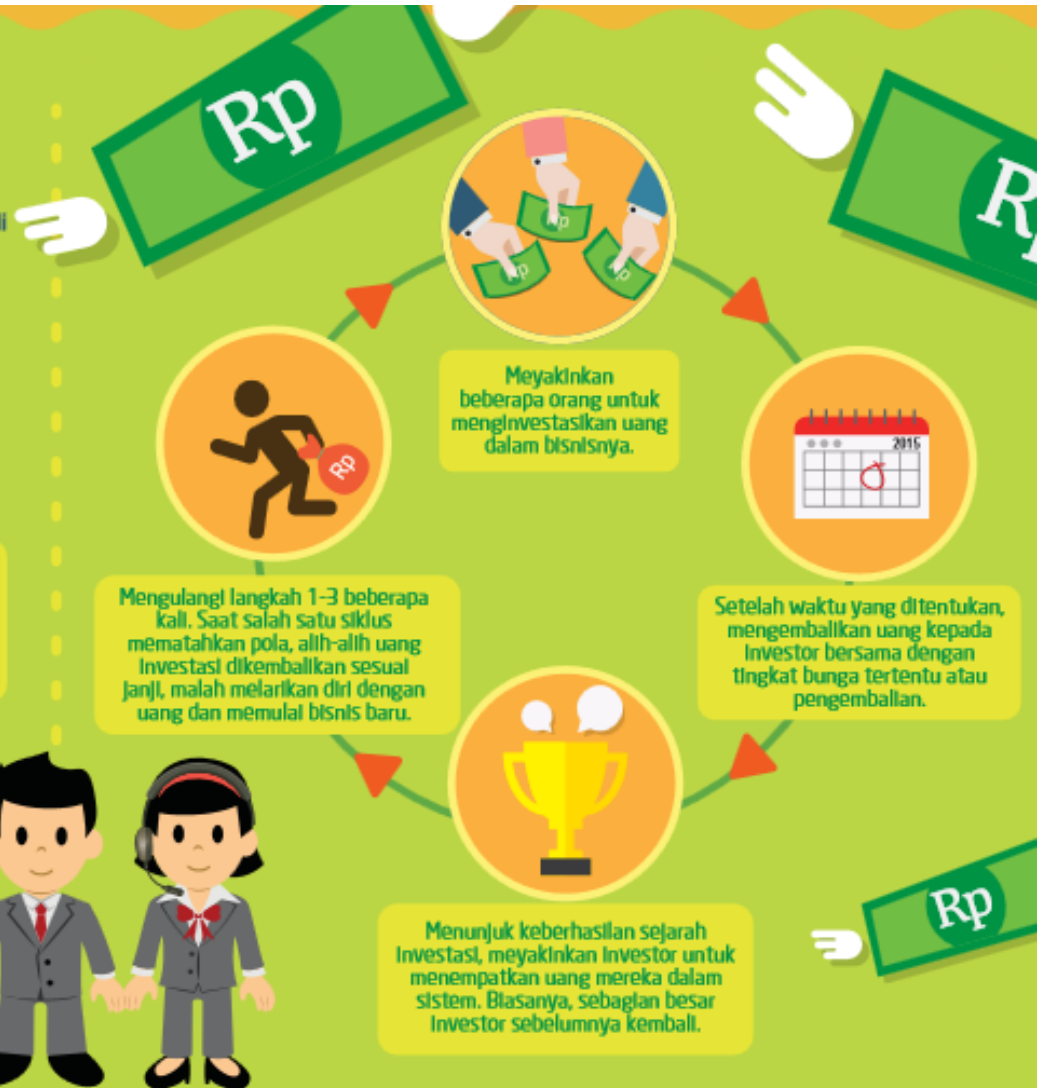 Rp
Rp
Rp
Rp
Rp
Meyakinkan
beberapa orang untuk
menginvestasikan uang
dalam bisnisnya.
2015
Rp
Mengulangi langkah 1-3 beberapa
kali. Saat salah satu siklus
mematahkan pola, alih-alih uang
investasi dikembalikan sesuai
janji, malah melarikan diri dengan
uang dan memulai bisnis baru.
Setelah waktu yang ditentukan,
mengembalikan uang kepada
investor bersama dengan
tingkat bunga tertentu atau
pengembalian.
Menunjuk keberhasilan sejarah
investasi, meyakinkan investor untuk
menempatkan uang mereka dalam
sistem. Biasanya, sebagian besar
investor sebelumnya kembali.
Rp